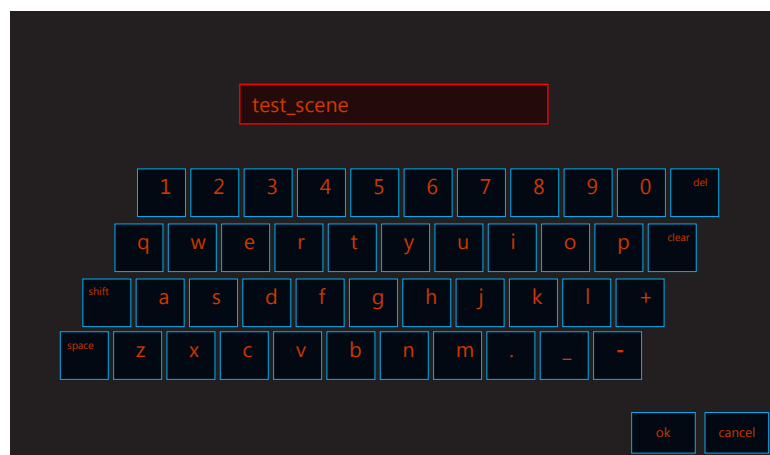 test_scene
1 2 3 4 5 6 7 8 9 0 del
q w e r t y u i o p clear
shift a s d f g h j k l +
space z x c v b n m . _ -
ok cancel